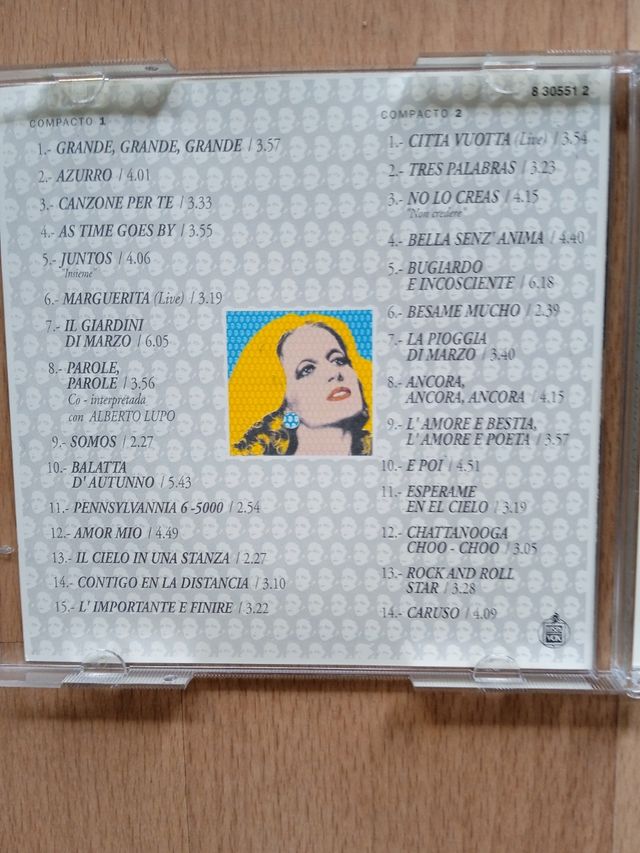 8 30551 2
COMPACTO 1
1.- GRANDE, GRANDE, GRANDE / 3.57
2.- AZURRO / 4.01
3.- CANZONE PER TE / 3.33
4.- AS TIME GOES BY / 3.55
5.- JUNTOS / 4.06
"Insieme"
6.- MARGUERITA (Live) / 3.19
7.- IL GIARDINI
DI MARZO / 6.05
8.- PAROLE,
PAROLE / 3.56
Co - interpretada
con ALBERTO LUPO
9.- SOMOS / 2.27
10.- BALATTA
D' AUTUNNO / 5.43
11.- PENNSYLVANNIA 6 -5000 / 2.54
12.- AMOR MIO / 4.49
13.- IL CIELO IN UNA STANZA / 2.27
14.- CONTIGO EN LA DISTANCIA / 3.10
15.- L' IMPORTANTE E FINIRE / 3.22
COMPACTO 2
1.- CITTA VUOTTA (Live) / 3.54
2.- TRES PALABRAS / 3.23
3.- NO LO CREAS / 4.15
"Non credere"
4.- BELLA SENZ' ANIMA / 4.40
5.- BUGIARDO
E INCOSCIENTE / 6.18
6.- BESAME MUCHO / 2.39
7.- LA PIOGGIA
DI MARZO / 3.40
8.- ANCORA,
ANCORA, ANCORA / 4.15
9.- L' AMORE E BESTIA,
L' AMORE E POETA / 3.57
10.- E POI / 4.51
11.- ESPERAME
EN EL CIELO / 3.19
12.- CHATTANOOGA
CHOO - CHOO / 3.05
13.- ROCK AND ROLL
STAR / 3.28
14.- CARUSO / 4.09
HISPA
VOX